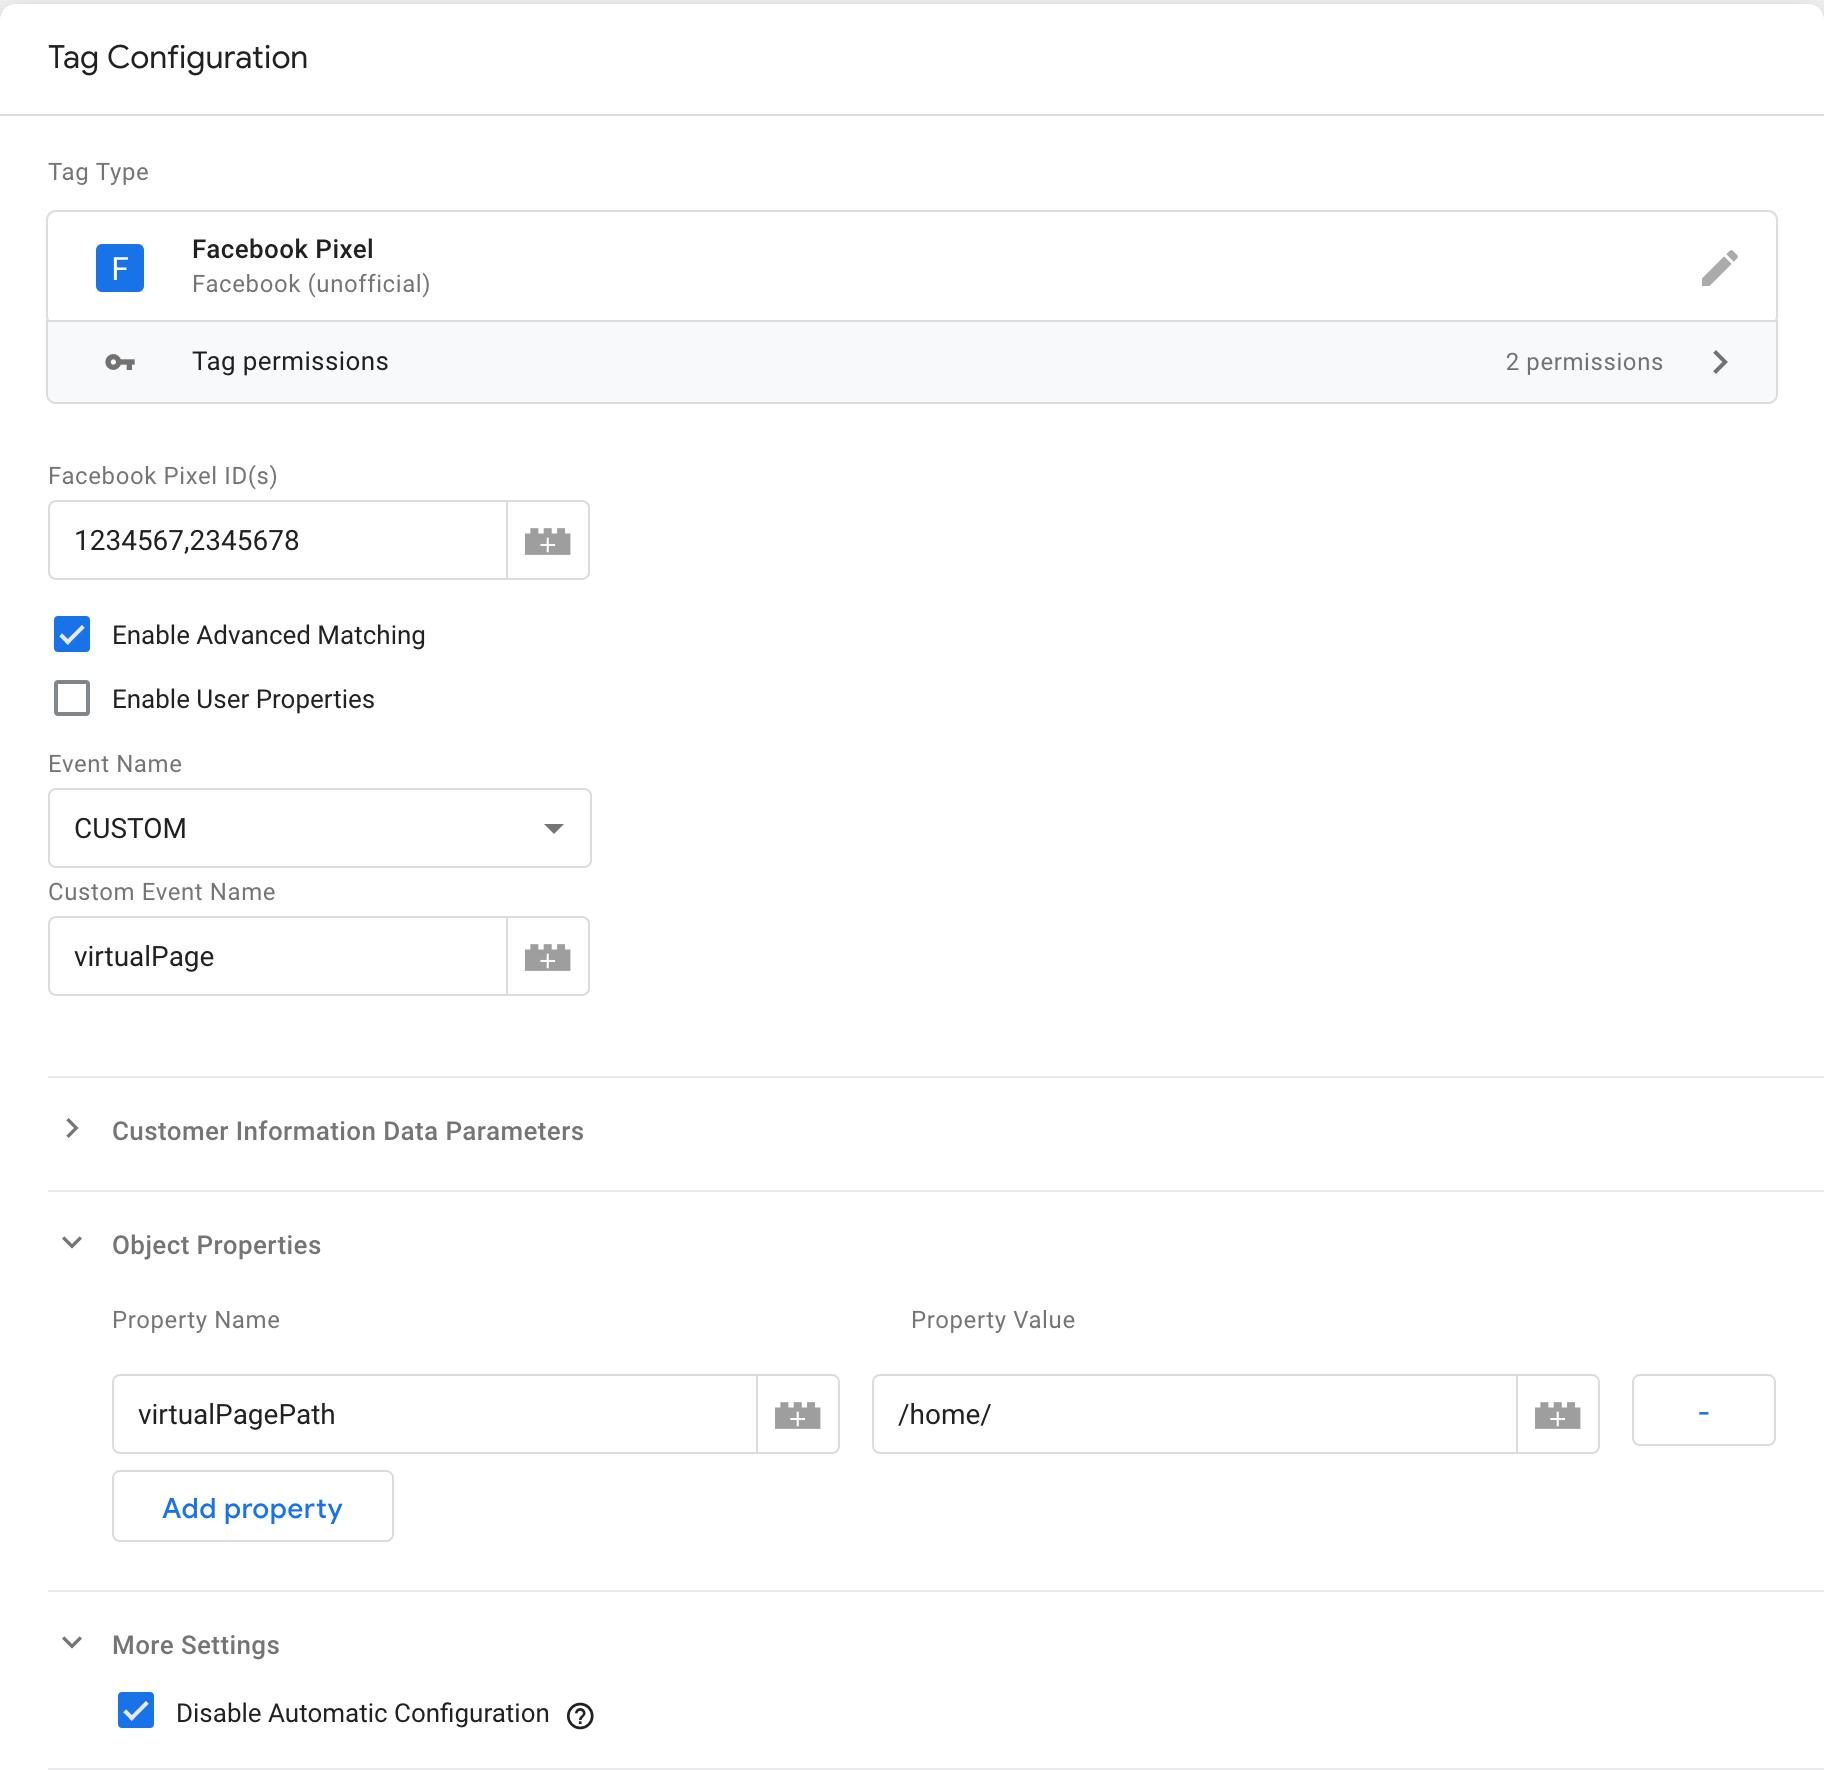 Tag Configuration
Tag Type
F
Facebook Pixel
Facebook (unofficial)
Tag permissions 2 permissions
Facebook Pixel ID(s)
1234567,2345678
Enable Advanced Matching
Enable User Properties
Event Name
CUSTOM
Custom Event Name
virtualPage
Customer Information Data Parameters
Object Properties
Property Name Property Value
virtualPagePath /home/ -
Add property
More Settings
Disable Automatic Configuration ?